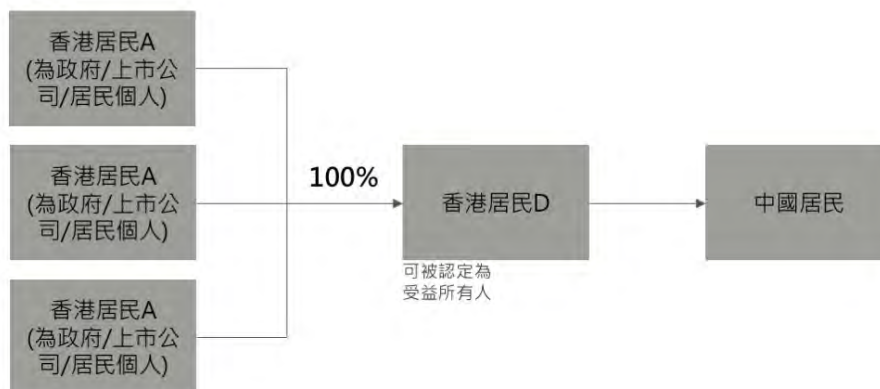 香港居民A
(為政府/上市公
司/居民個人)
香港居民A
(為政府/上市公
司/居民個人)
100%
香港居民D
中國居民
可被認定為
受益所有人
香港居民A
(為政府/上市公
司/居民個人)